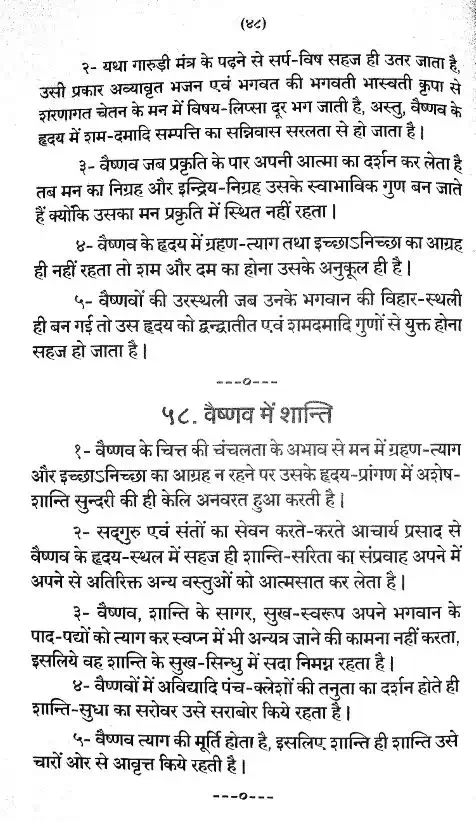 (४८)
२- यथा गारुड़ी मंत्र के पढ़ने से सर्प-विष सहज ही उतर जाता है,
उसी प्रकार अव्यावृत भजन एवं भगवत की भगवती भास्वती कृपा से
शरणागत चेतन के मन में विषय-लिप्सा दूर भग जाती है, अस्तु, वैष्णव के
हृदय में शम-दमादि सम्पत्ति का सन्निवास सरलता से हो जाता है।
३- वैष्णव जब प्रकृति के पार अपनी आत्मा का दर्शन कर लेता है
तब मन का निग्रह और इन्द्रिय-निग्रह उसके स्वाभाविक गुण बन जाते
हैं क्योंकि उसका मन प्रकृति में स्थित नहीं रहता।
४- वैष्णव के हृदय में ग्रहण-त्याग तथा इच्छाऽनिच्छा का आग्रह
ही नहीं रहता तो शम और दम का होना उसके अनुकूल ही है।
५- वैष्णवों की उरस्थली जब उनके भगवान की विहार-स्थली
ही बन गई तो उस हृदय को द्वन्द्वातीत एवं शमदमादि गुणों से युक्त होना
सहज हो जाता है।
---०---
५८. वैष्णव में शान्ति
१- वैष्णव के चित्त की चंचलता के अभाव से मन में ग्रहण-त्याग
और इच्छाऽनिच्छा का आग्रह न रहने पर उसके हृदय-प्रांगण में अशेष-
शान्ति सुन्दरी की ही केलि अनवरत हुआ करती है।
२- सद्गुरु एवं संतों का सेवन करते-करते आचार्य प्रसाद से
वैष्णव के हृदय-स्थल में सहज ही शान्ति-सरिता का संप्रवाह अपने में
अपने से अतिरिक्त अन्य वस्तुओं को आत्मसात कर लेता है।
३- वैष्णव, शान्ति के सागर, सुख-स्वरूप अपने भगवान के
पाद-पद्यों को त्याग कर स्वप्न में भी अन्यत्र जाने की कामना नहीं करता,
इसलिये वह शान्ति के सुख-सिन्धु में सदा निमग्न रहता है।
४- वैष्णवों में अविद्यादि पंच-क्लेशों की तनुता का दर्शन होते ही
शान्ति-सुधा का सरोवर उसे सराबोर किये रहता है।
५- वैष्णव त्याग की मूर्ति होता है, इसलिए शान्ति ही शान्ति उसे
चारों ओर से आवृत्त किये रहती है।
---०---